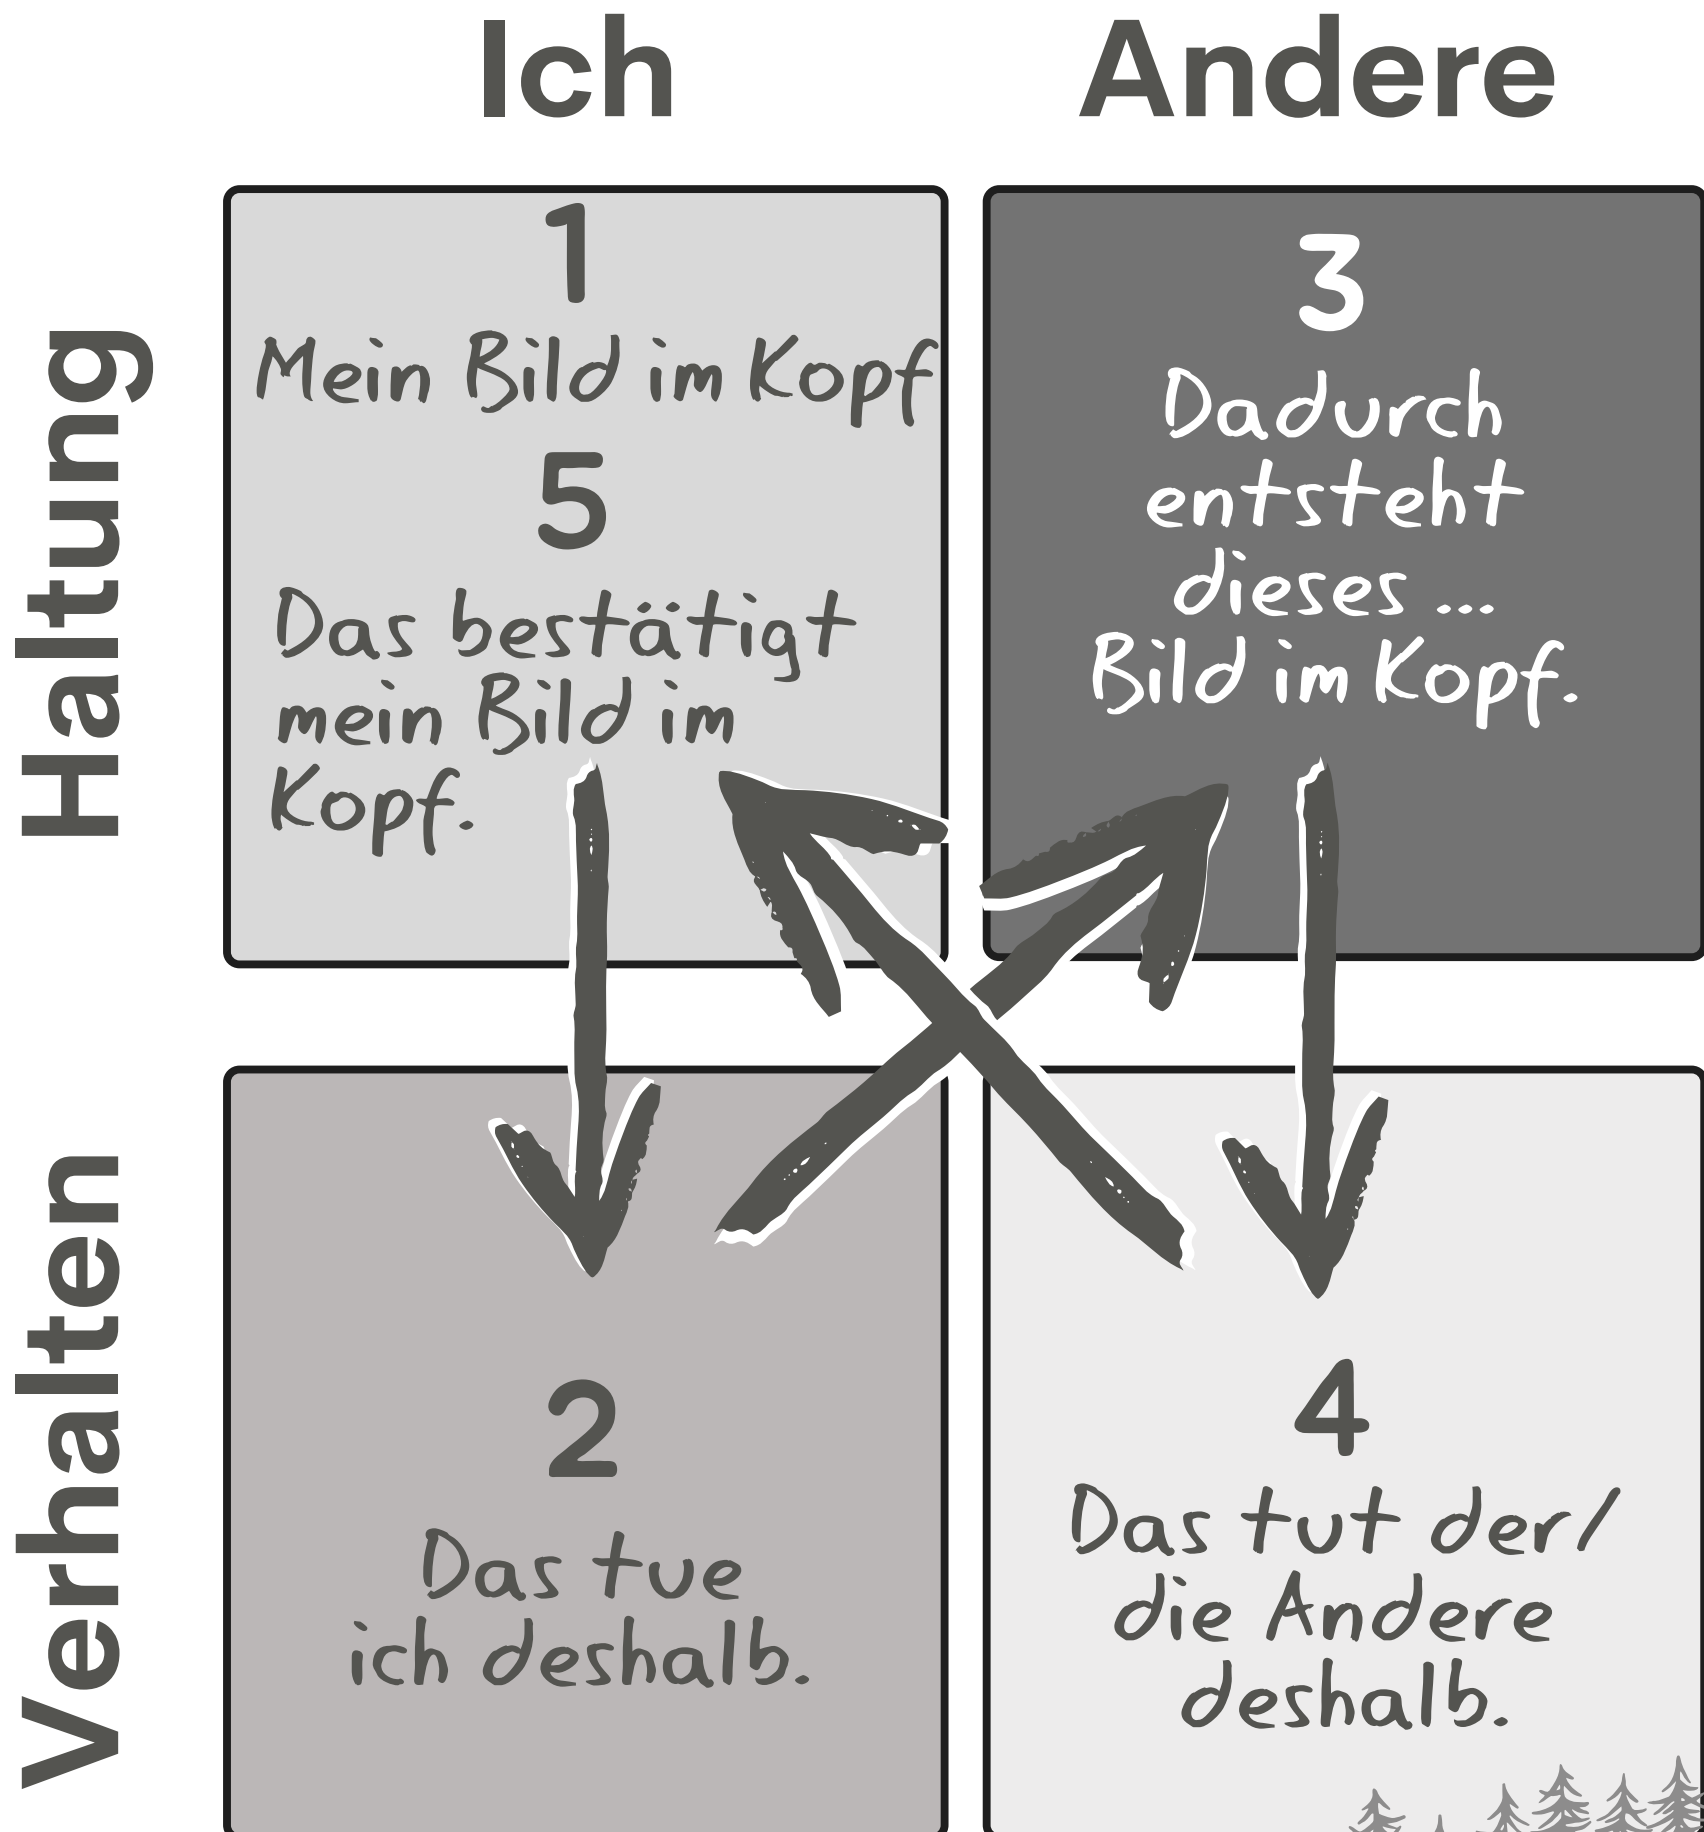 Ich
Andere
Haltung
1
Mein Bild im Kopf
5
Das bestätigt
mein Bild im
Kopf.
3
Dadurch
entsteht
dieses ...
Bild im Kopf.
Verhalten
2
Das tue
ich deshalb.
4
Das tut der/
die Andere
deshalb.